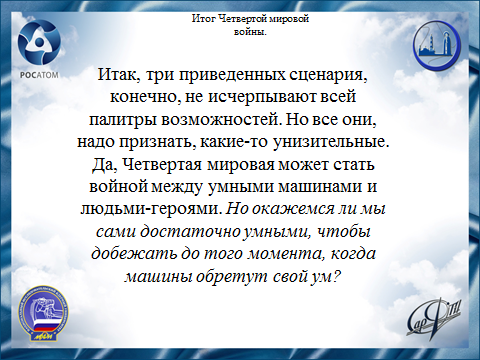 Итог Четвертой мировой
войны.
РОСАТОМ
Итак, три приведенных сценария,
конечно, не исчерпывают всей
палитры возможностей. Но все они,
надо признать, какие-то унизительные.
Да, Четвертая мировая может стать
войной между умными машинами и
людьми-героями. Но окажемся ли мы
сами достаточно умными, чтобы
добежать до того момента, когда
машины обретут свой ум?